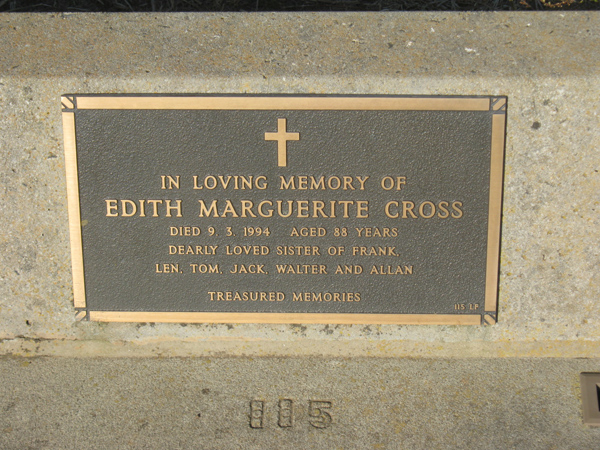 IN LOVING MEMORY OF
EDITH MARGUERITE CROSS
DIED 9. 3. 1994 AGED 88 YEARS
DEARLY LOVED SISTER OF FRANK,
LEN, TOM, JACK, WALTER AND ALLAN
TREASURED MEMORIES
115 L.P.
115